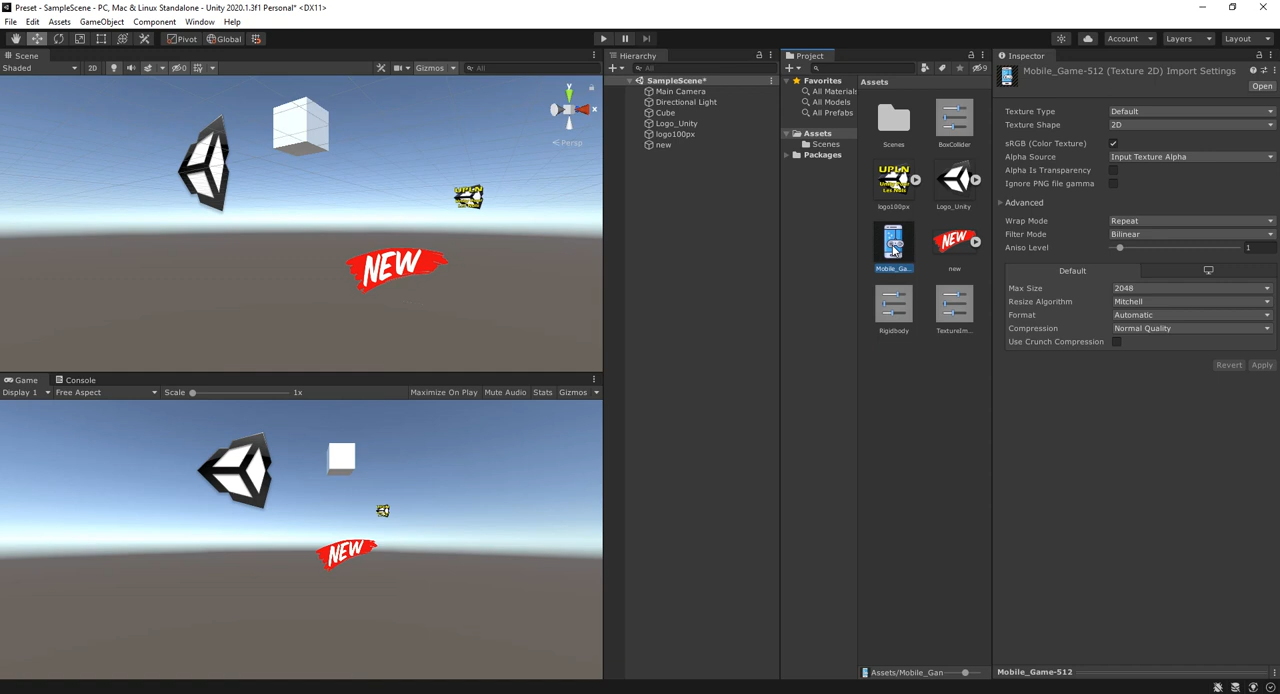 Preset - SampleScene - PC, Mac & Linux Standalone - Unity 2020.1.3f1 Personal* <DX11>
File Edit Assets GameObject Component Window Help
Pivot Global Account Layers Layout
Scene
Shaded 2D 0 Gizmos All
y
x
Persp
NEW
Game Console
Display 1 Free Aspect Scale 1x Maximize On Play Mute Audio Stats Gizmos
NEW
Hierarchy
All
SampleScene*
Main Camera
Directional Light
Cube
Logo_Unity
logo100px
new
Project
9
Favorites
All Materials
All Models
All Prefabs
Assets
Scenes
Packages
Assets
Scenes BoxCollider
UPLN
logo100px Logo_Unity
NEW
Mobile_Ga... new
Rigidbody TextureIm...
Assets/Mobile_Gan
Inspector
Mobile_Game-512 (Texture 2D) Import Settings
Open
Texture Type Default
Texture Shape 2D
sRGB (Color Texture)
Alpha Source Input Texture Alpha
Alpha Is Transparency
Ignore PNG file gamma
Advanced
Wrap Mode Repeat
Filter Mode Bilinear
Aniso Level 1
Default
Max Size 2048
Resize Algorithm Mitchell
Format Automatic
Compression Normal Quality
Use Crunch Compression
Revert Apply
Mobile_Game-512